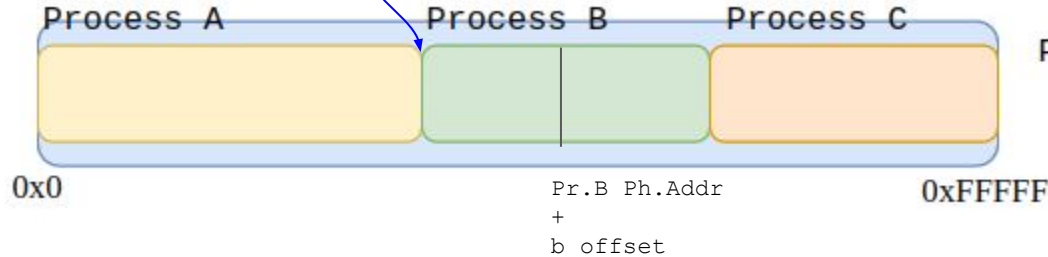 Process A Process B Process C
P
0x0 Pr.B Ph.Addr 0xFFFFF
+
b offset